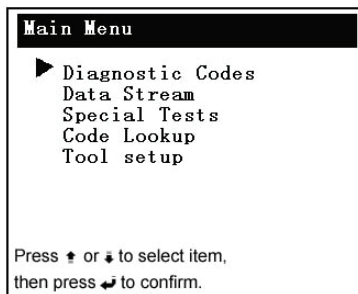 Main Menu
Diagnostic Codes
Data Stream
Special Tests
Code Lookup
Tool setup
Press ⬆ or ⬇ to select item,
then press ↵ to confirm.